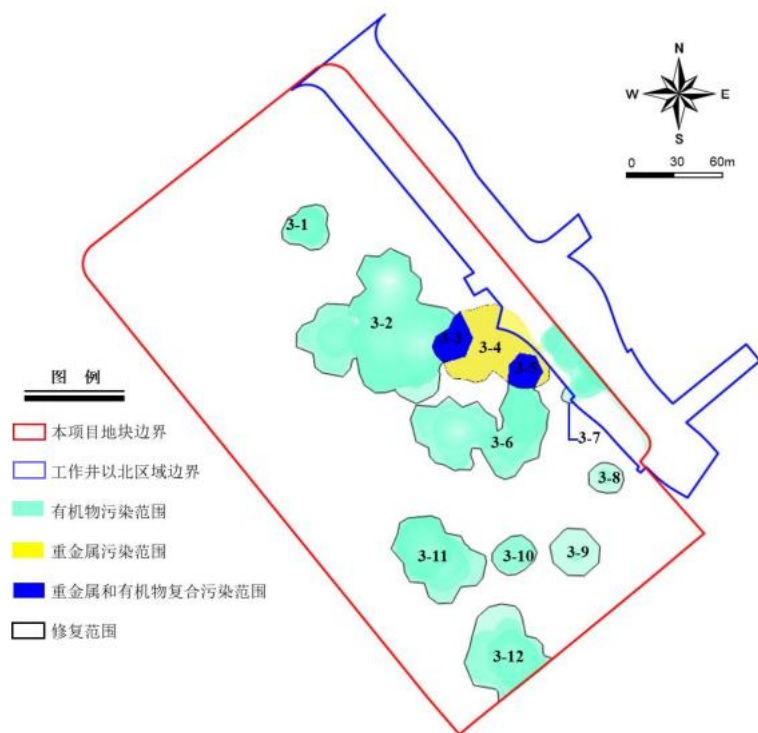 N
W E
S
0 30 60m
3-1
3-2
3-3
3-4
3-5
3-6
3-7
3-8
3-9
3-10
3-11
3-12
图 例
本项目地块边界
工作井以北区域边界
有机物污染范围
重金属污染范围
重金属和有机物复合污染范围
修复范围